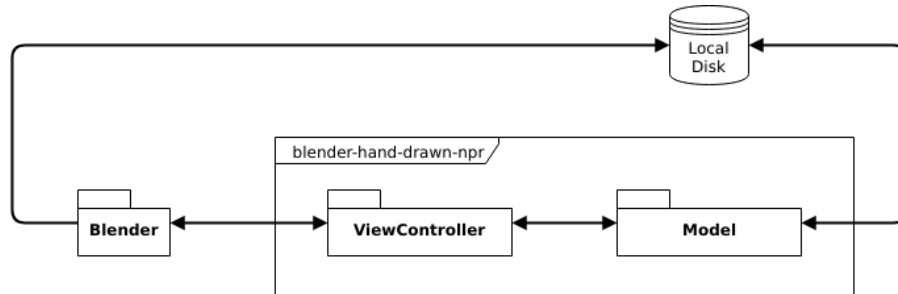 Local
Disk
blender-hand-drawn-npr
Blender
ViewController
Model